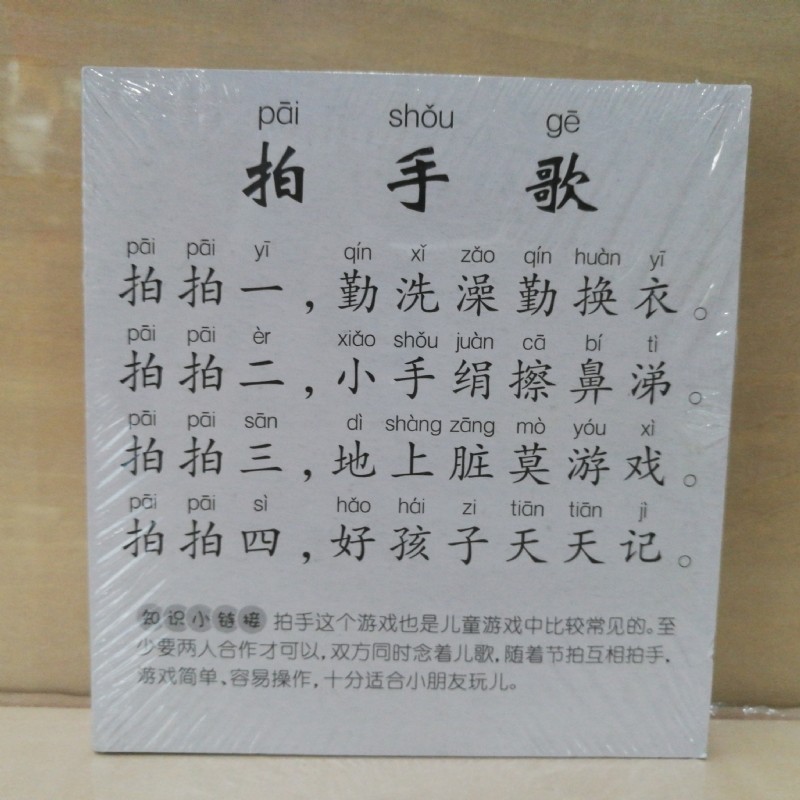 pāi shǒu gē
拍手歌
pāi pāi yī qín xǐ zǎo qín huàn yī
拍拍一，勤洗澡勤换衣。
pāi pāi èr xiǎo shǒu juàn cā bí tì
拍拍二，小手绢擦鼻涕。
pāi pāi sān dì shàng zāng mò yóu xì
拍拍三，地上脏莫游戏。
pāi pāi sì hǎo hái zi tiān tiān jì
拍拍四，好孩子天天记。
知识小链接 拍手这个游戏也是儿童游戏中比较常见的。至
少要两人合作才可以，双方同时念着儿歌，随着节拍互相拍手，
游戏简单、容易操作，十分适合小朋友玩儿。